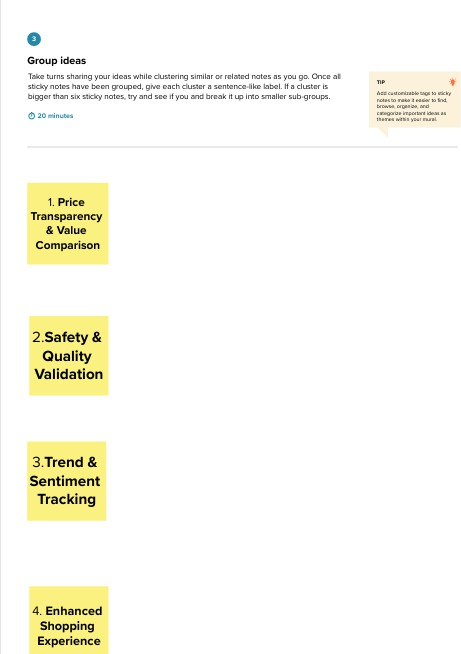 3
Group ideas
Take turns sharing your ideas while clustering similar or related notes as you go. Once all
sticky notes have been grouped, give each cluster a sentence-like label. If a cluster is
bigger than six sticky notes, try and see if you and break it up into smaller sub-groups.
20 minutes
TIP
Add customizable tags to sticky
notes to make it easier to find,
browse, organize, and
categorize important ideas as
themes within your mural.
1. Price
Transparency
& Value
Comparison
2.Safety &
Quality
Validation
3.Trend &
Sentiment
Tracking
4. Enhanced
Shopping
Experience